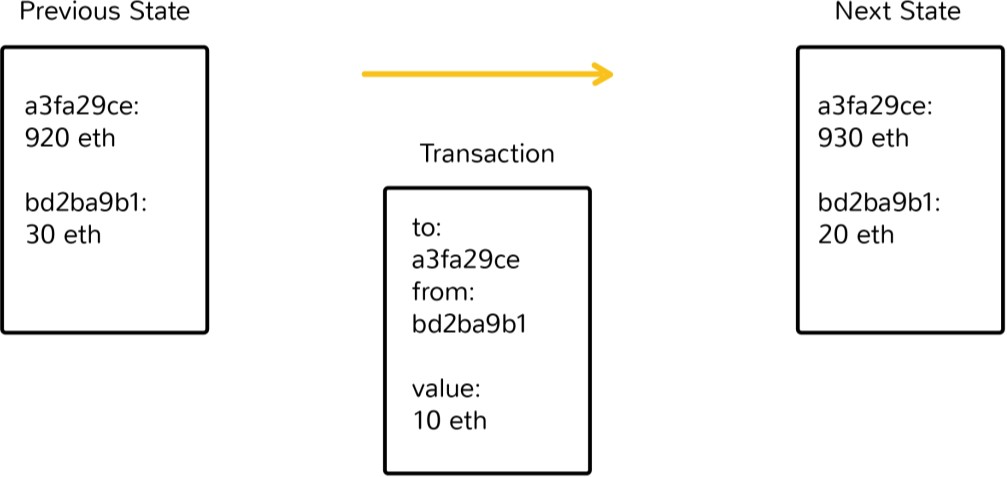 Previous State
a3fa29ce:
920 eth
bd2ba9b1:
30 eth
Transaction
to:
a3fa29ce
from:
bd2ba9b1
value:
10 eth
Next State
a3fa29ce:
930 eth
bd2ba9b1:
20 eth